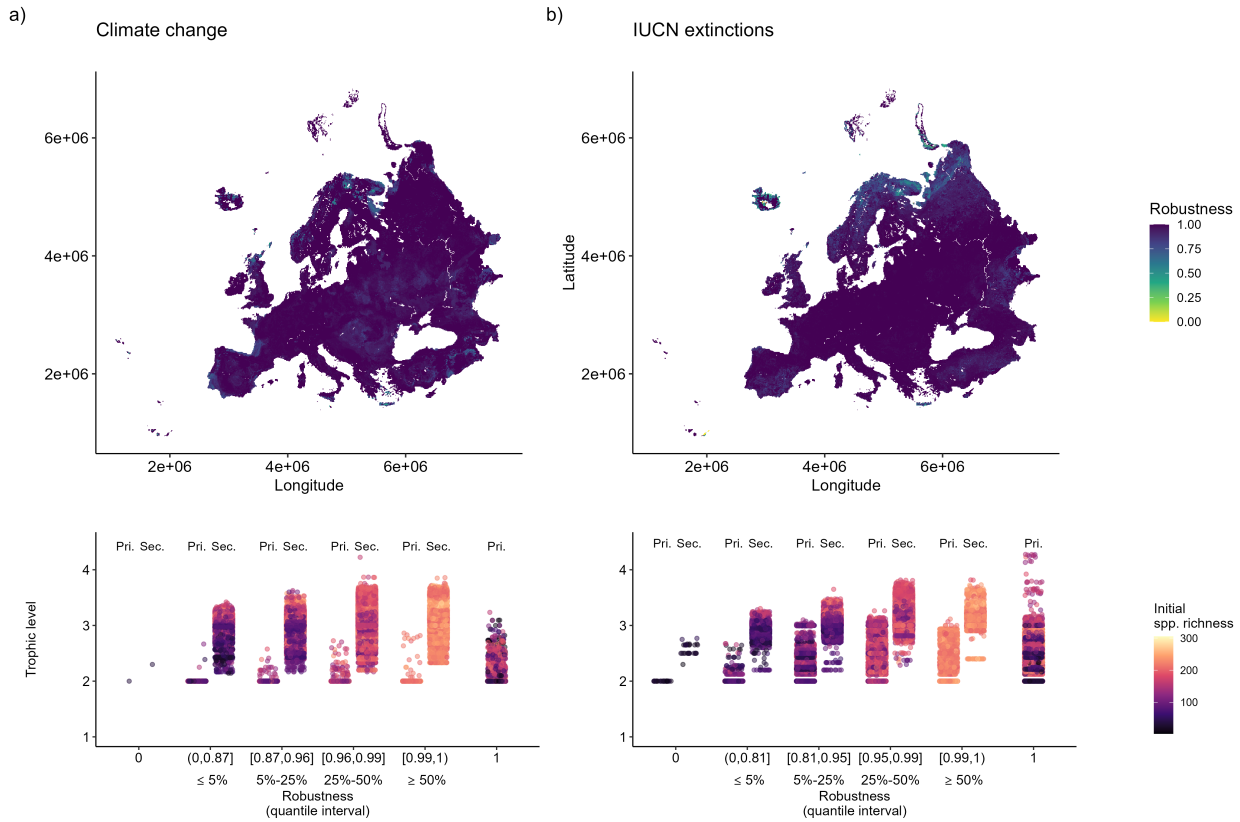 a)
Climate change
6e+06
4e+06
2e+06
2e+06 4e+06 6e+06
Longitude
b)
IUCN extinctions
Latitude
6e+06
4e+06
2e+06
2e+06 4e+06 6e+06
Longitude
Robustness
1.00
0.75
0.50
0.25
0.00
Trophic level
4
3
2
1
Pri. Sec. Pri. Sec. Pri. Sec. Pri. Sec. Pri. Sec. Pri.
0 (0,0.87] [0.87,0.96] [0.96,0.99] [0.99,1) 1
≤ 5% 5%-25% 25%-50% ≥ 50%
Robustness
(quantile interval)
4
3
2
1
Pri. Sec. Pri. Sec. Pri. Sec. Pri. Sec. Pri. Sec. Pri.
0 (0,0.81] [0.81,0.95] [0.95,0.99] [0.99,1) 1
≤ 5% 5%-25% 25%-50% ≥ 50%
Robustness
(quantile interval)
Initial
spp. richness
300
200
100